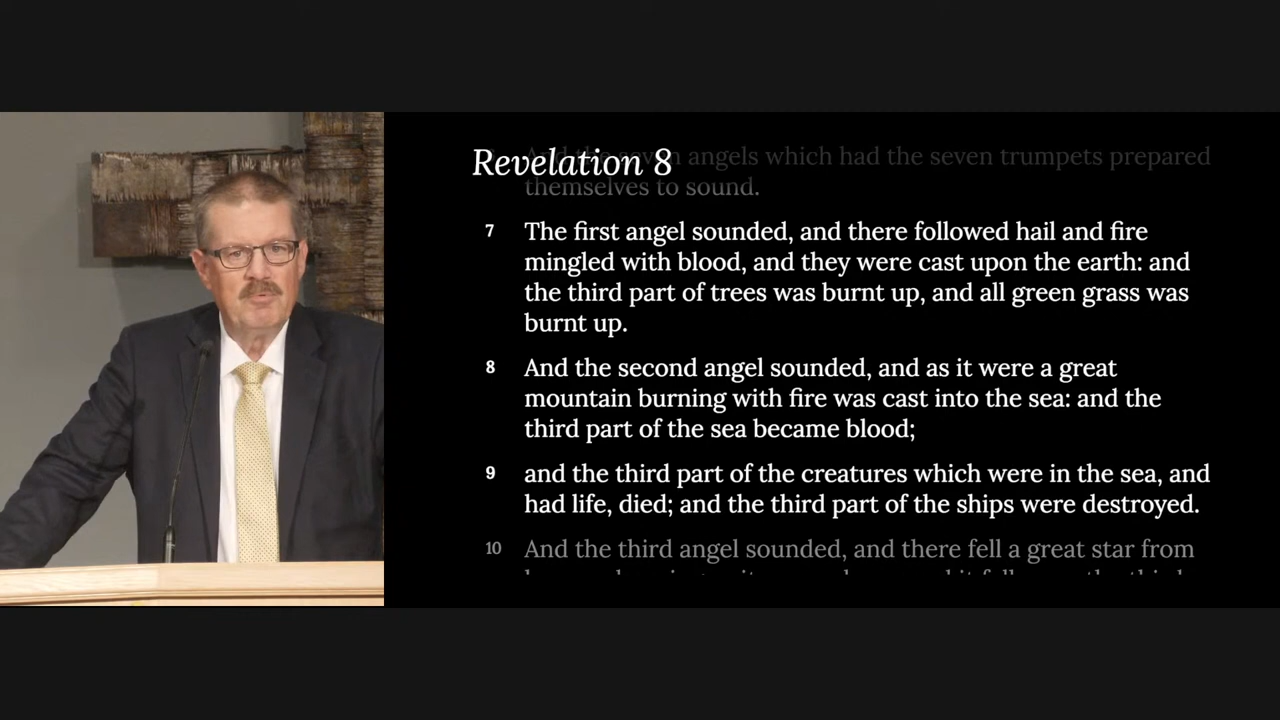 Revelation 8
And the seven angels which had the seven trumpets prepared
themselves to sound.
7 The first angel sounded, and there followed hail and fire
mingled with blood, and they were cast upon the earth: and
the third part of trees was burnt up, and all green grass was
burnt up.
8 And the second angel sounded, and as it were a great
mountain burning with fire was cast into the sea: and the
third part of the sea became blood;
9 and the third part of the creatures which were in the sea, and
had life, died; and the third part of the ships were destroyed.
10 And the third angel sounded, and there fell a great star from